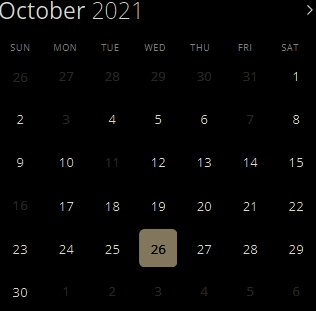 October 2021
SUN MON TUE WED THU FRI SAT
26 27 28 29 30 31 1
2 3 4 5 6 7 8
9 10 11 12 13 14 15
16 17 18 19 20 21 22
23 24 25 26 27 28 29
30 1 2 3 4 5 6